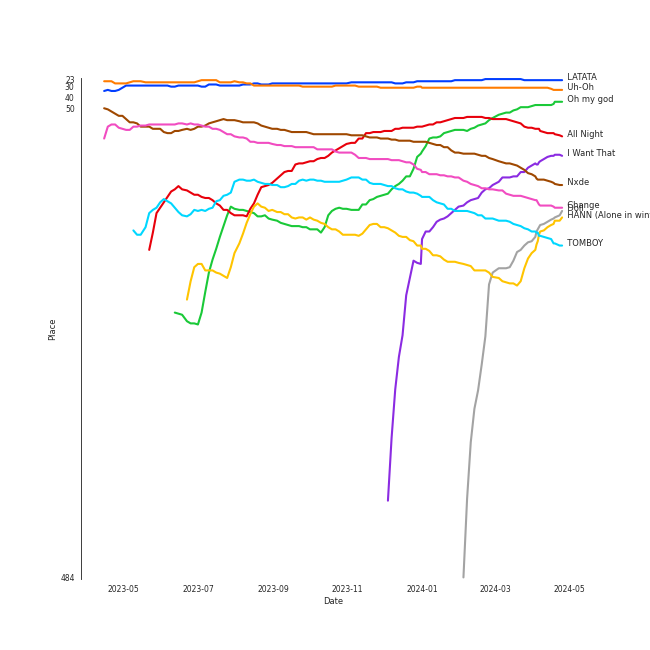 23
30
40
50
484
Place
2023-05
2023-07
2023-09
2023-11
2024-01
2024-03
2024-05
Date
LATATA
Uh-Oh
Oh my god
All Night
I Want That
Nxde
Change
HANN (Alone in win
TOMBOY